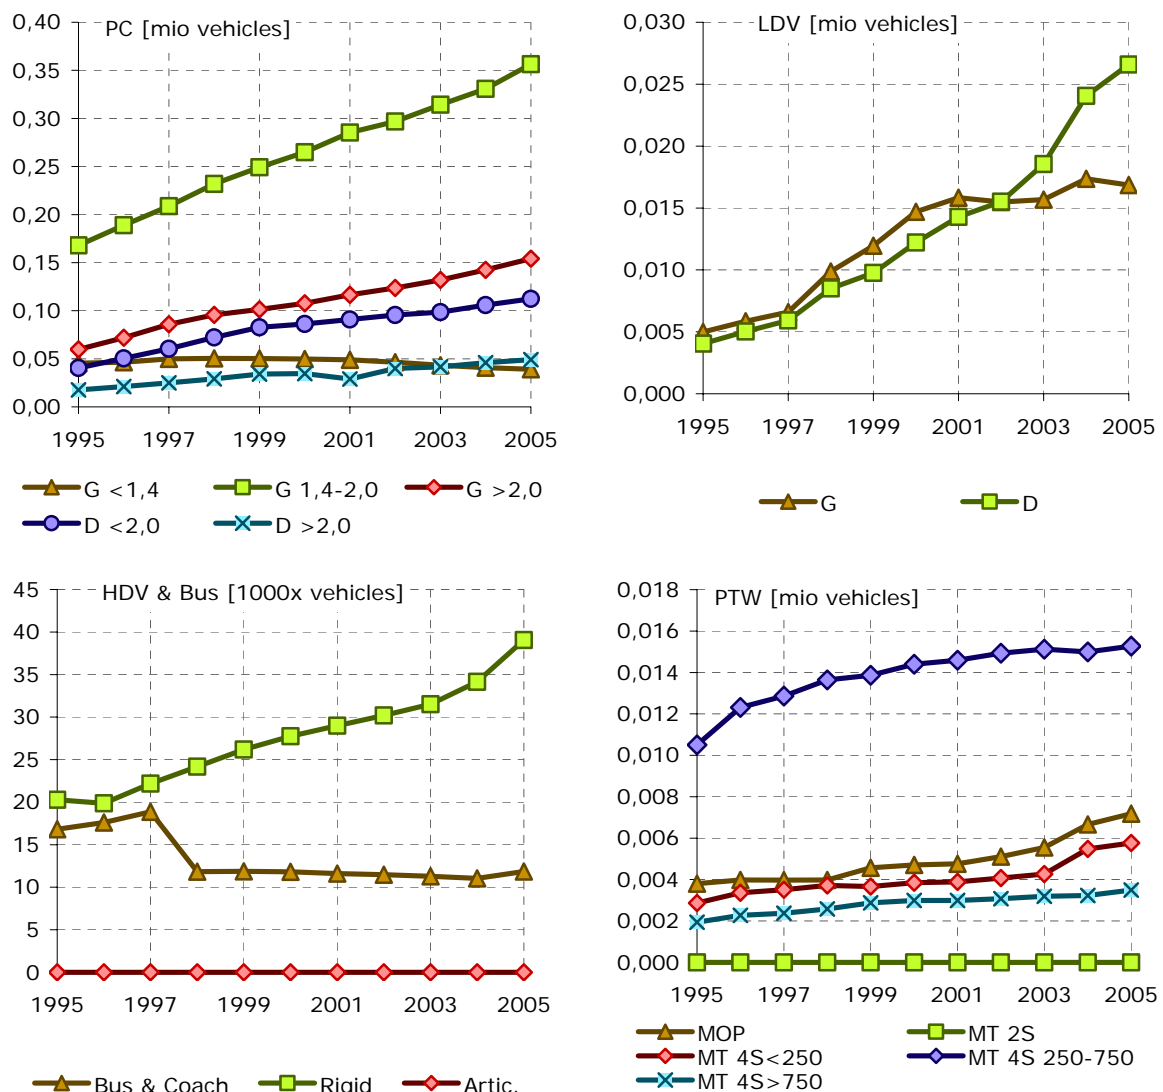 PC [mio vehicles]
0,40
0,35
0,30
0,25
0,20
0,15
0,10
0,05
0,00
1995 1997 1999 2001 2003 2005
G <1,4 G 1,4-2,0 G >2,0
D <2,0 D >2,0
LDV [mio vehicles]
0,030
0,025
0,020
0,015
0,010
0,005
0,000
1995 1997 1999 2001 2003 2005
G D
HDV & Bus [1000x vehicles]
45
40
35
30
25
20
15
10
5
0
1995 1997 1999 2001 2003 2005
Bus & Coach Rigid Artic.
PTW [mio vehicles]
0,018
0,016
0,014
0,012
0,010
0,008
0,006
0,004
0,002
0,000
1995 1997 1999 2001 2003 2005
MOP MT 2S
MT 4S<250 MT 4S 250-750
MT 4S>750